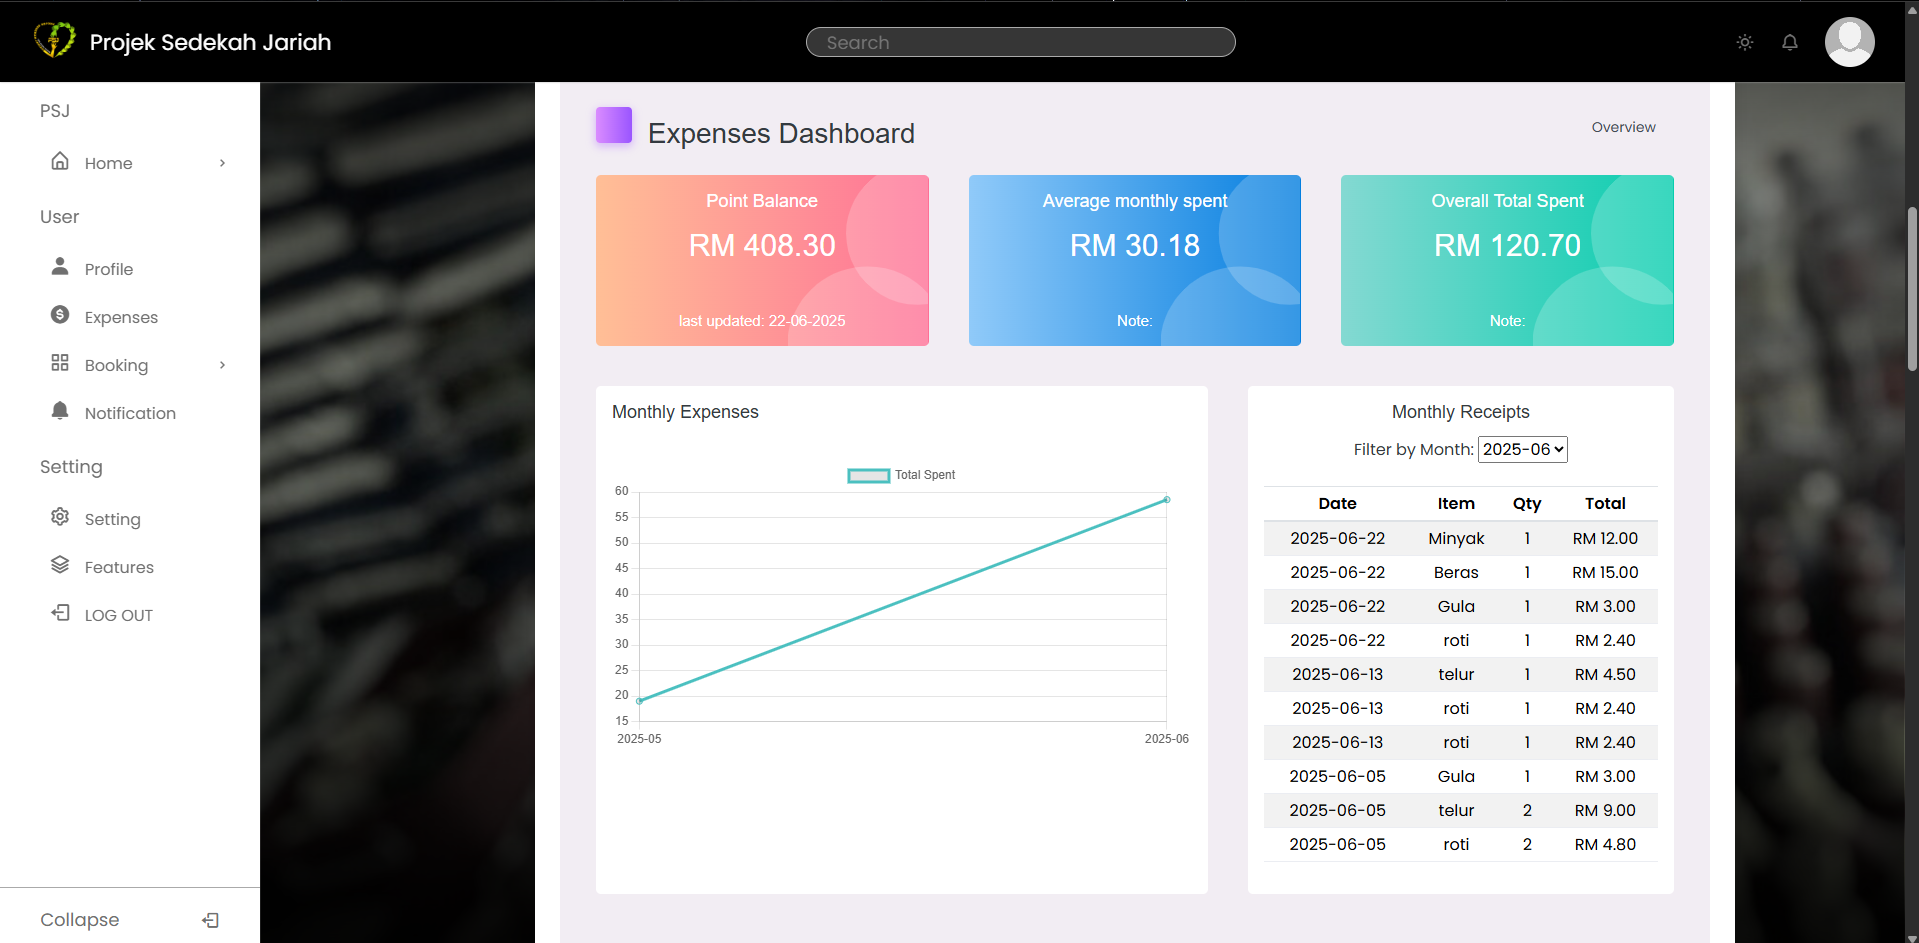 Projek Sedekah Jariah
Search
PSJ
Home
User
Profile
Expenses
Booking
Notification
Setting
Setting
Features
LOG OUT
Collapse
Expenses Dashboard
Overview
Point Balance
RM 408.30
last updated: 22-06-2025
Average monthly spent
RM 30.18
Note:
Overall Total Spent
RM 120.70
Note:
Monthly Expenses
Total Spent
60
55
50
45
40
35
30
25
20
15
2025-05 2025-06
Monthly Receipts
Filter by Month: 2025-06
Date Item Qty Total
2025-06-22 Minyak 1 RM 12.00
2025-06-22 Beras 1 RM 15.00
2025-06-22 Gula 1 RM 3.00
2025-06-22 roti 1 RM 2.40
2025-06-13 telur 1 RM 4.50
2025-06-13 roti 1 RM 2.40
2025-06-13 roti 1 RM 2.40
2025-06-05 Gula 1 RM 3.00
2025-06-05 telur 2 RM 9.00
2025-06-05 roti 2 RM 4.80